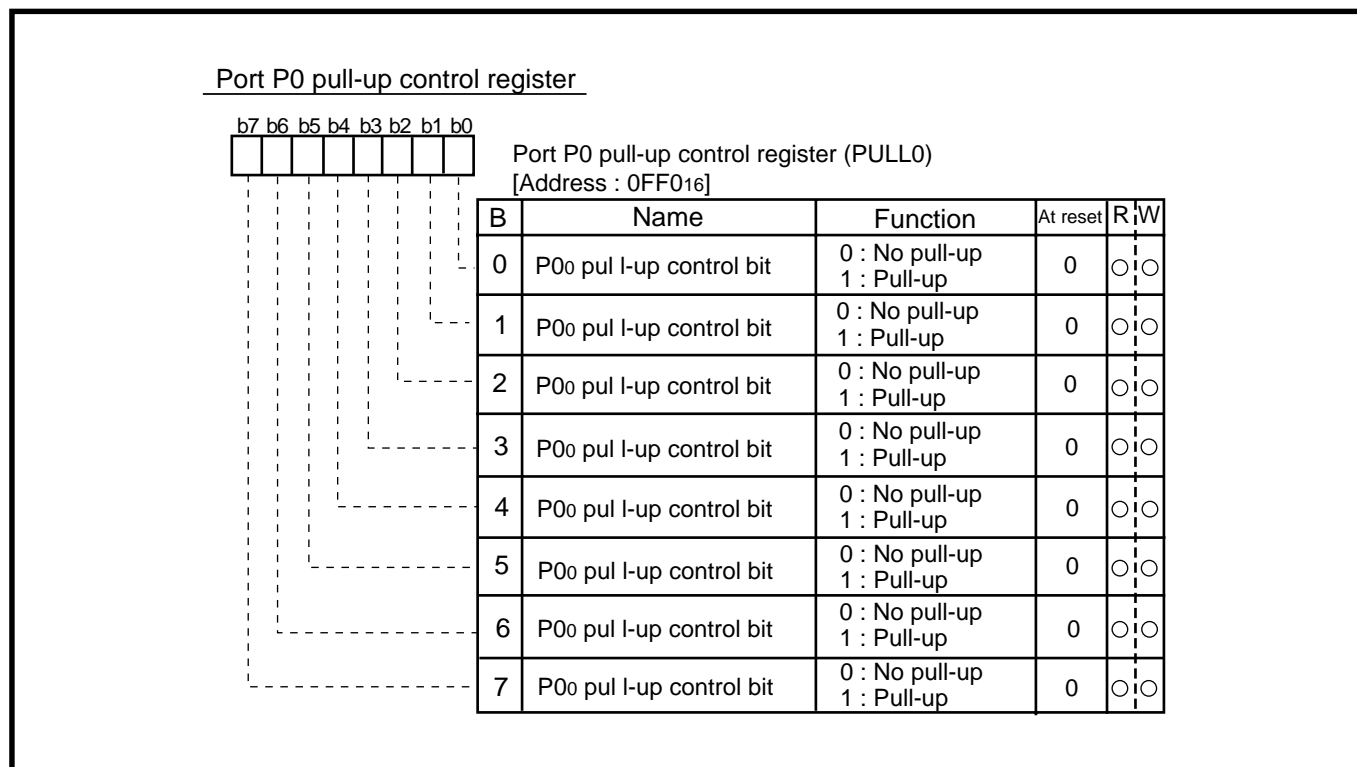 Port P0 pull-up control register
b7 b6 b5 b4 b3 b2 b1 b0
Port P0 pull-up control register (PULL0)
[Address : 0FF016]
B Name Function At reset R W
0 P00 pul l-up control bit 0 : No pull-up 0 ○ ○
1 : Pull-up
1 P00 pul l-up control bit 0 : No pull-up 0 ○ ○
1 : Pull-up
2 P00 pul l-up control bit 0 : No pull-up 0 ○ ○
1 : Pull-up
3 P00 pul l-up control bit 0 : No pull-up 0 ○ ○
1 : Pull-up
4 P00 pul l-up control bit 0 : No pull-up 0 ○ ○
1 : Pull-up
5 P00 pul l-up control bit 0 : No pull-up 0 ○ ○
1 : Pull-up
6 P00 pul l-up control bit 0 : No pull-up 0 ○ ○
1 : Pull-up
7 P00 pul l-up control bit 0 : No pull-up 0 ○ ○
1 : Pull-up